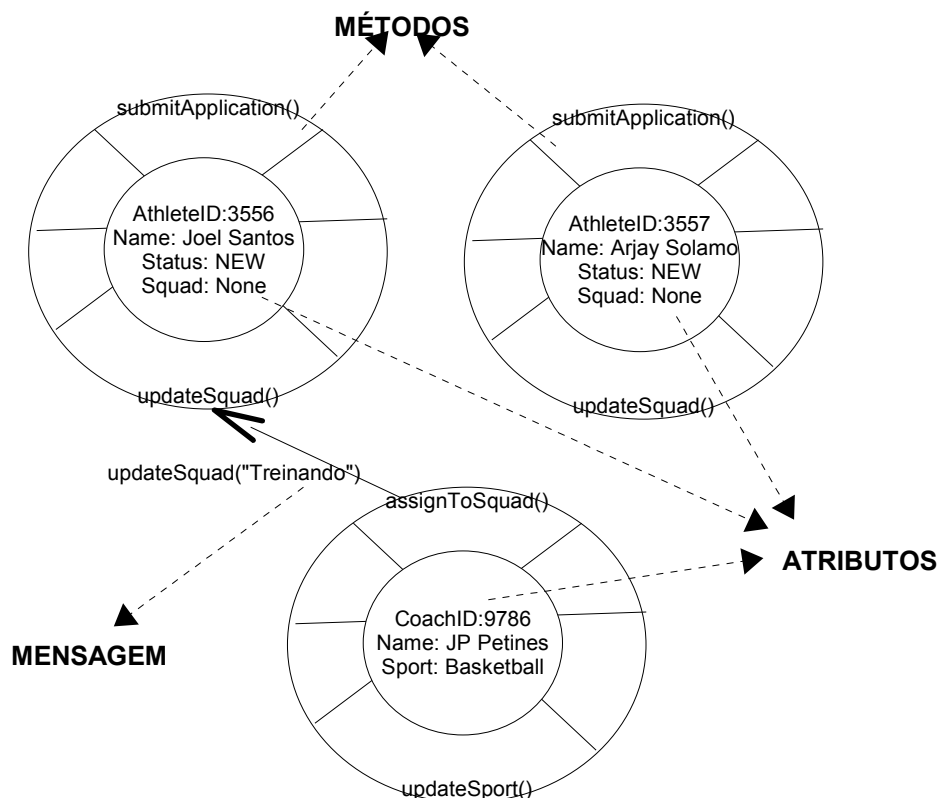 MÉTODOS
submitApplication()
submitApplication()
AthleteID:3556
Name: Joel Santos
Status: NEW
Squad: None
AthleteID:3557
Name: Arjay Solamo
Status: NEW
Squad: None
updateSquad()
updateSquad()
updateSquad("Treinando")
assignToSquad()
ATRIBUTOS
CoachID:9786
Name: JP Petines
Sport: Basketball
MENSAGEM
updateSport()